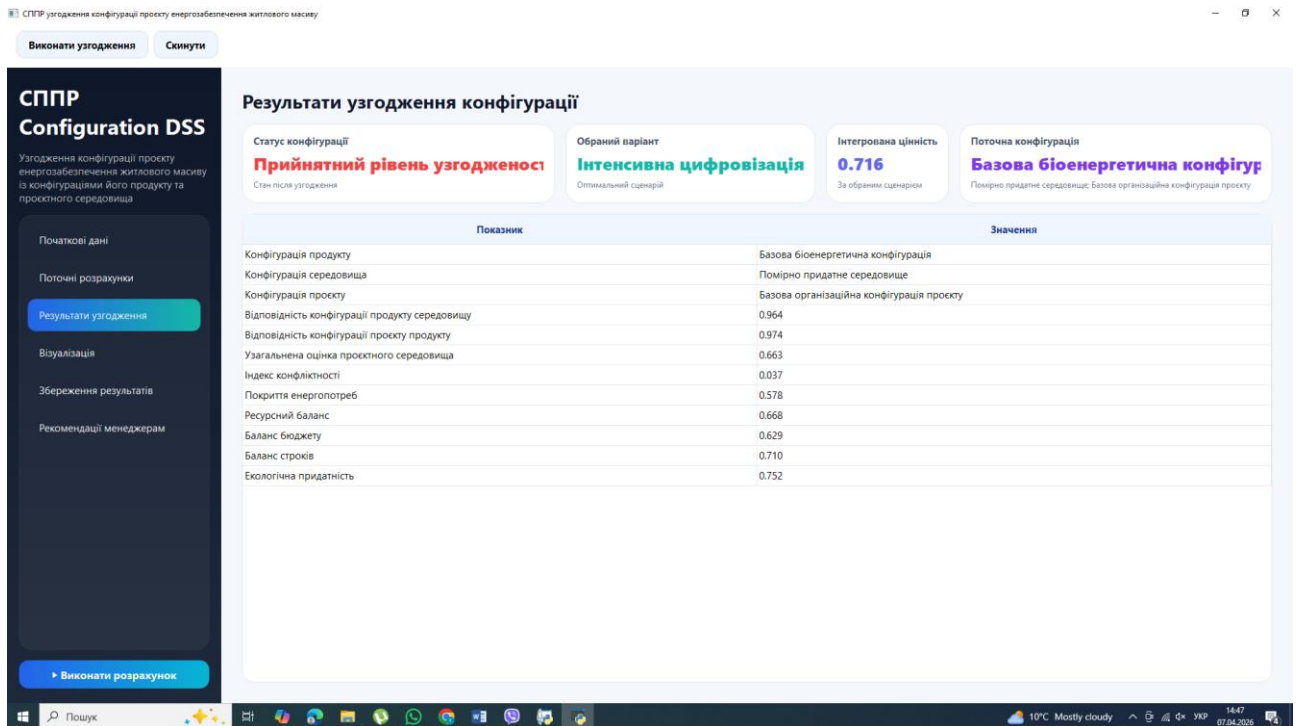 СППР узгодження конфігурації проєкту енергозабезпечення житлового масиву
Виконати узгодження Скинути
СППР
Configuration DSS
Узгодження конфігурації проєкту
енергозабезпечення житлового масиву
із конфігураціями його продукту та
проєктного середовища
Початкові дані
Поточні розрахунки
Результати узгодження
Візуалізація
Збереження результатів
Рекомендації менеджерам
Виконати розрахунок
Результати узгодження конфігурації
Статус конфігурації
Прийнятний рівень узгодженост
Стан після узгодження
Обраний варіант
Інтенсивна цифровізація
Оптимальний сценарій
Інтегрована цінність
0.716
За обраним сценарієм
Поточна конфігурація
Базова біоенергетична конфігур
Помірно придатне середовище; Базова організаційна конфігурація проєкту
Показник Значення
Конфігурація продукту Базова біоенергетична конфігурація
Конфігурація середовища Помірно придатне середовище
Конфігурація проєкту Базова організаційна конфігурація проєкту
Відповідність конфігурації продукту середовищу 0.964
Відповідність конфігурації проєкту продукту 0.974
Узагальнена оцінка проєктного середовища 0.663
Індекс конфліктності 0.037
Покриття енергопотреб 0.578
Ресурсний баланс 0.668
Баланс бюджету 0.629
Баланс строків 0.710
Екологічна придатність 0.752
Пошук
10°C Mostly cloudy
УКР
14:47
07.04.2026